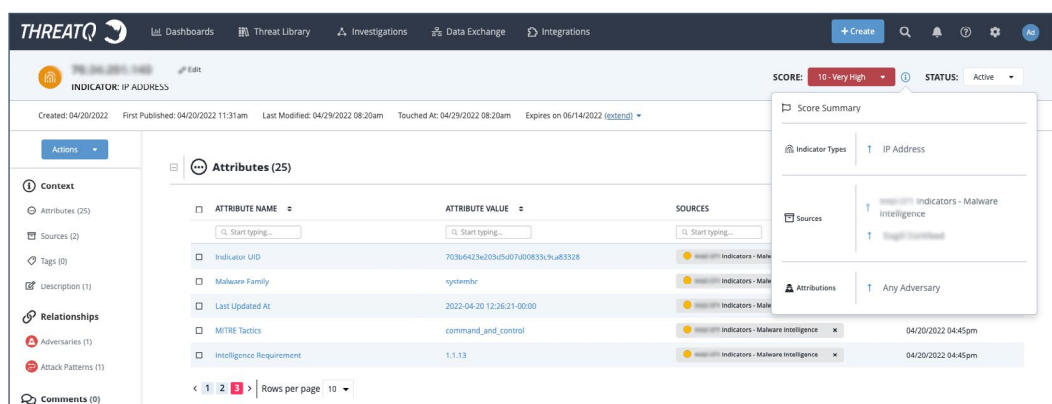 THREATQ
Dashboards
Threat Library
Investigations
Data Exchange
Integrations
+ Create
Ad
Edit
INDICATOR: IP ADDRESS
SCORE: 10 - Very High
STATUS: Active
Created: 04/20/2022 First Published: 04/20/2022 11:31am Last Modified: 04/29/2022 08:20am Touched At: 04/29/2022 08:20am Expires on 06/14/2022 (extend)
Score Summary
Indicator Types
IP Address
Sources
Indicators - Malware
Intelligence
Attributions
Any Adversary
Actions
Context
Attributes (25)
Sources (2)
Tags (0)
Description (1)
Relationships
Adversaries (1)
Attack Patterns (1)
Comments (0)
Attributes (25)
ATTRIBUTE NAME ATTRIBUTE VALUE SOURCES
Start typing... Start typing... Start typing...
Indicator UID 703b6423e203d5d07d00833c9ca83328 Indicators - Malw
Malware Family systembc Indicators - Malw
Last Updated At 2022-04-20 12:26:21-00:00 Indicators - Malw
MITRE Tactics command_and_control Indicators - Malware Intelligence × 04/20/2022 04:45pm
Intelligence Requirement 1.1.13 Indicators - Malware Intelligence × 04/20/2022 04:45pm
< 1 2 3 > Rows per page 10